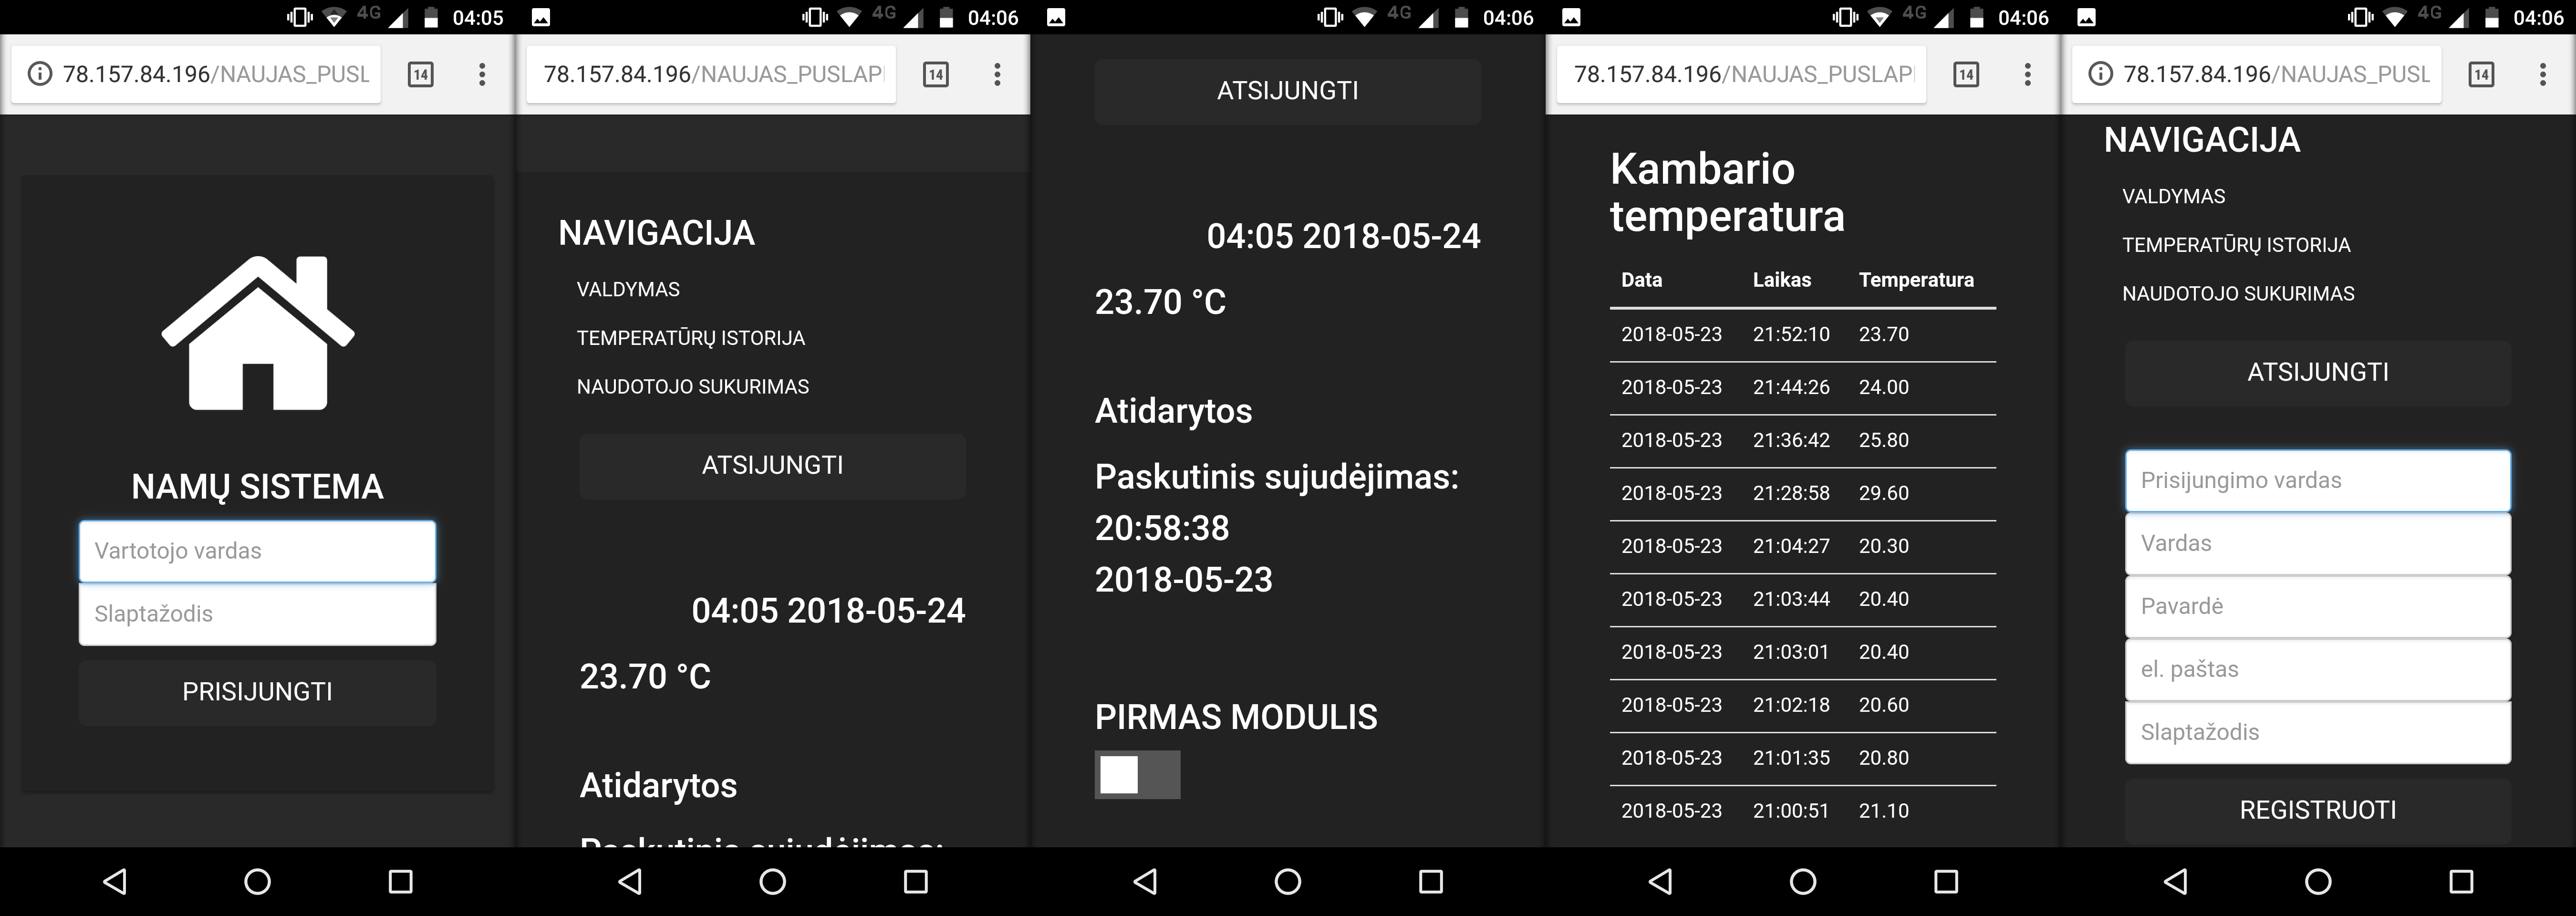 4G 04:05
78.157.84.196/NAUJAS_PUSL 14
NAMŲ SISTEMA
Vartotojo vardas
Slaptažodis
PRISIJUNGTI
4G 04:06
78.157.84.196/NAUJAS_PUSLAP 14
NAVIGACIJA
VALDYMAS
TEMPERATŪRŲ ISTORIJA
NAUDOTOJO SUKURIMAS
ATSIJUNGTI
04:05 2018-05-24
23.70 °C
Atidarytos
Paskutinis sujudėjimas:
4G 04:06
ATSIJUNGTI
04:05 2018-05-24
23.70 °C
Atidarytos
Paskutinis sujudėjimas:
20:58:38
2018-05-23
PIRMAS MODULIS
4G 04:06
78.157.84.196/NAUJAS_PUSLAP 14
Kambario
temperatura
Data Laikas Temperatura
2018-05-23 21:52:10 23.70
2018-05-23 21:44:26 24.00
2018-05-23 21:36:42 25.80
2018-05-23 21:28:58 29.60
2018-05-23 21:04:27 20.30
2018-05-23 21:03:44 20.40
2018-05-23 21:03:01 20.40
2018-05-23 21:02:18 20.60
2018-05-23 21:01:35 20.80
2018-05-23 21:00:51 21.10
4G 04:06
78.157.84.196/NAUJAS_PUSL 14
NAVIGACIJA
VALDYMAS
TEMPERATŪRŲ ISTORIJA
NAUDOTOJO SUKURIMAS
ATSIJUNGTI
Prisijungimo vardas
Vardas
Pavardė
el. paštas
Slaptažodis
REGISTRUOTI